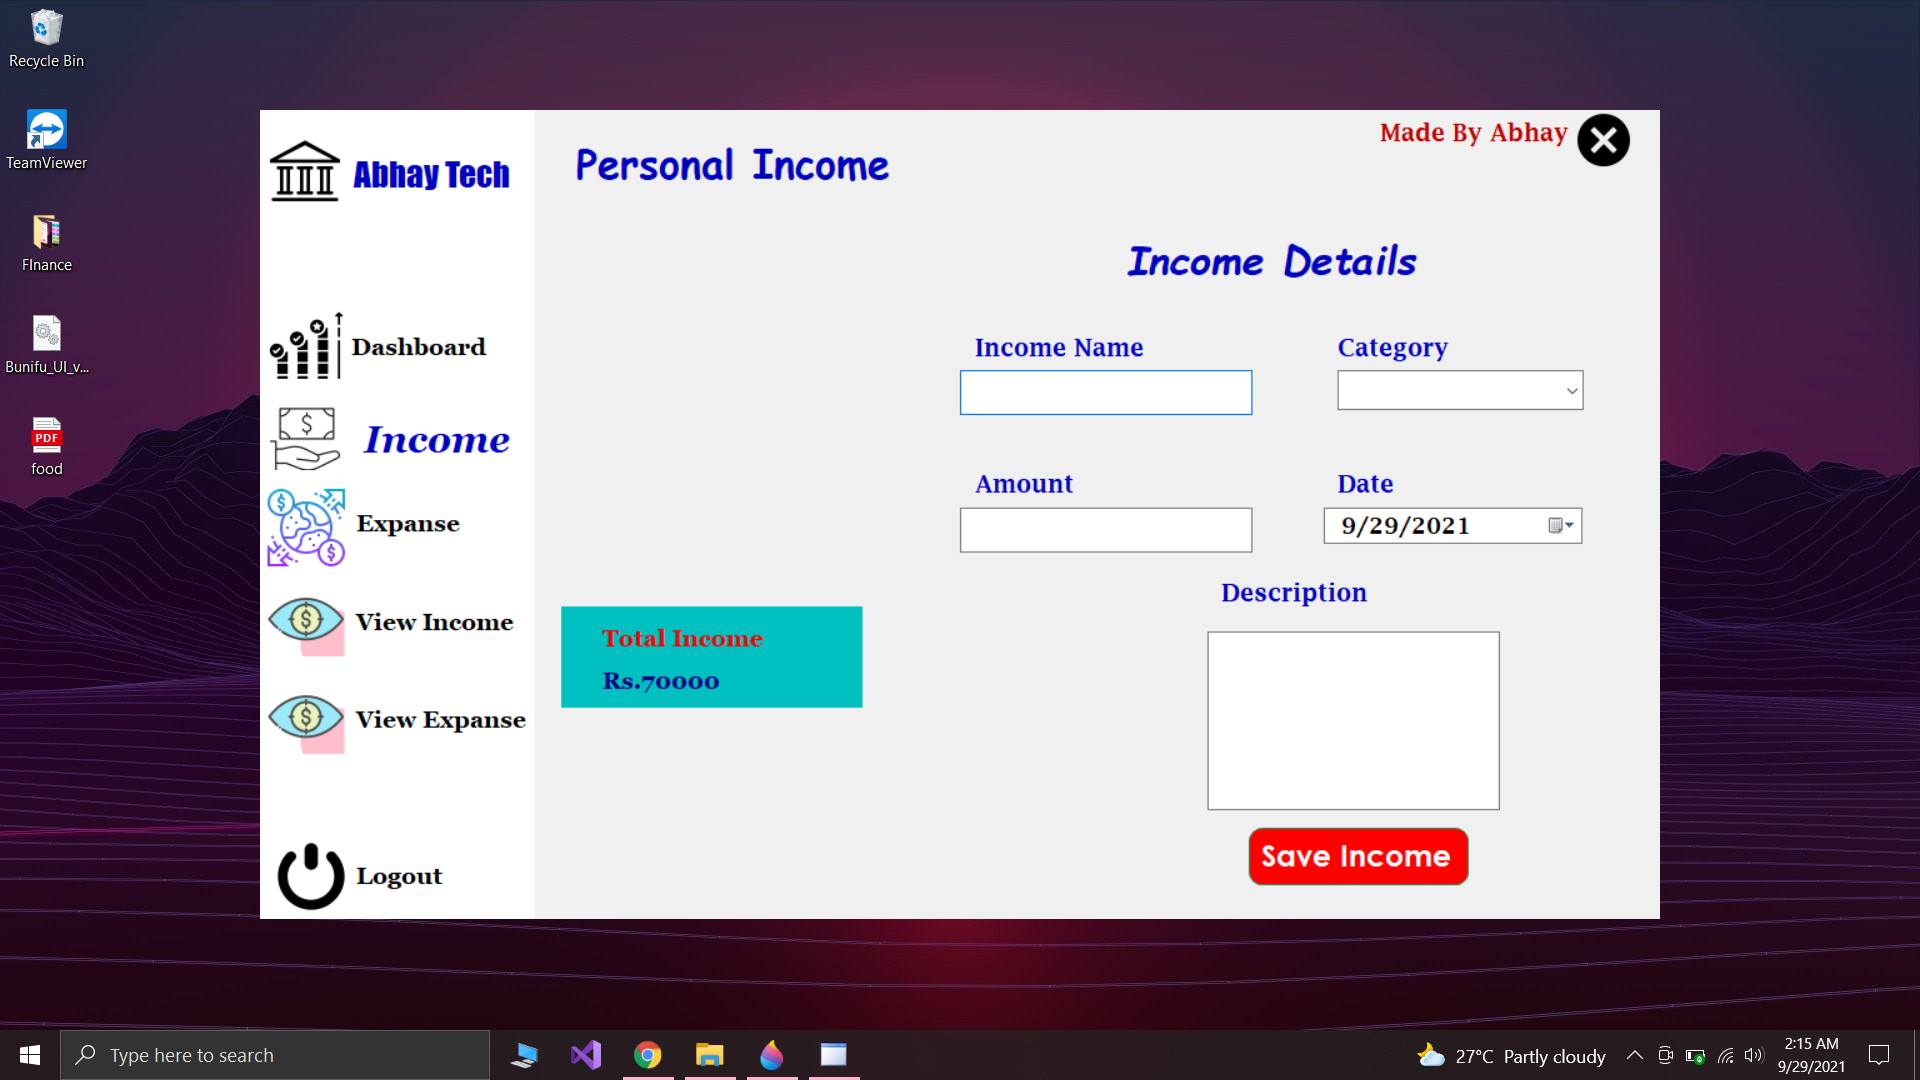 Recycle Bin
TeamViewer
FInance
Bunifu_UI_v...
PDF
food
Abhay Tech
Dashboard
Income
Expanse
View Income
View Expanse
Logout
Personal Income
Made By Abhay
Income Details
Income Name
Category
Amount
Date
9/29/2021
Description
Total Income
Rs.70000
Save Income
Type here to search
27°C Partly cloudy
2:15 AM
9/29/2021